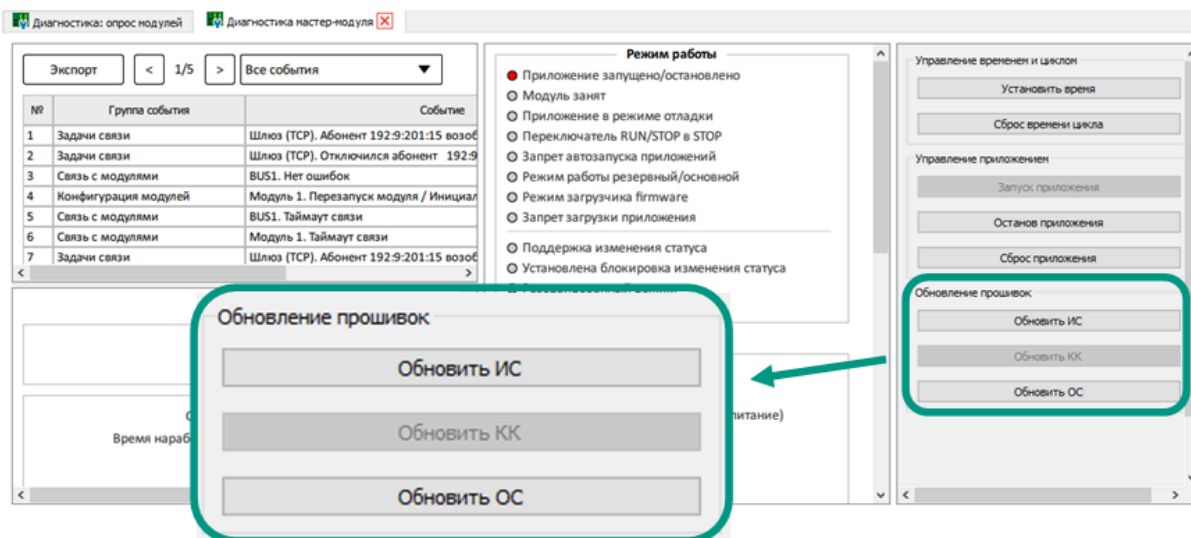 Диагностика: опрос модулей
Диагностика мастер-модуля
Экспорт < 1/5 > Все события
№ Группа события Событие
1 Задачи связи Шлюз (TCP). Абонент 192:9:201:15 возоб
2 Задачи связи Шлюз (TCP). Отключился абонент 192:9
3 Связь с модулями BUS1. Нет ошибок
4 Конфигурация модулей Модуль 1. Перезапуск модуля / Инициал
5 Связь с модулями BUS1. Таймаут связи
6 Связь с модулями Модуль 1. Таймаут связи
7 Задачи связи Шлюз (TCP). Абонент 192:9:201:15 возоб
Время нараб
Режим работы
Приложение запущено/остановлено
Модуль занят
Приложение в режиме отладки
Переключатель RUN/STOP в STOP
Запрет автозапуска приложений
Режим работы резервный/основной
Режим загрузчика firmware
Запрет загрузки приложения
Поддержка изменения статуса
Установлена блокировка изменения статуса
питание)
Управление временем и циклом
Установить время
Сброс времени цикла
Управление приложением
Запуск приложения
Останов приложения
Сброс приложения
Обновление прошивок
Обновить ИС
Обновить КК
Обновить ОС
Обновление прошивок
Обновить ИС
Обновить КК
Обновить ОС